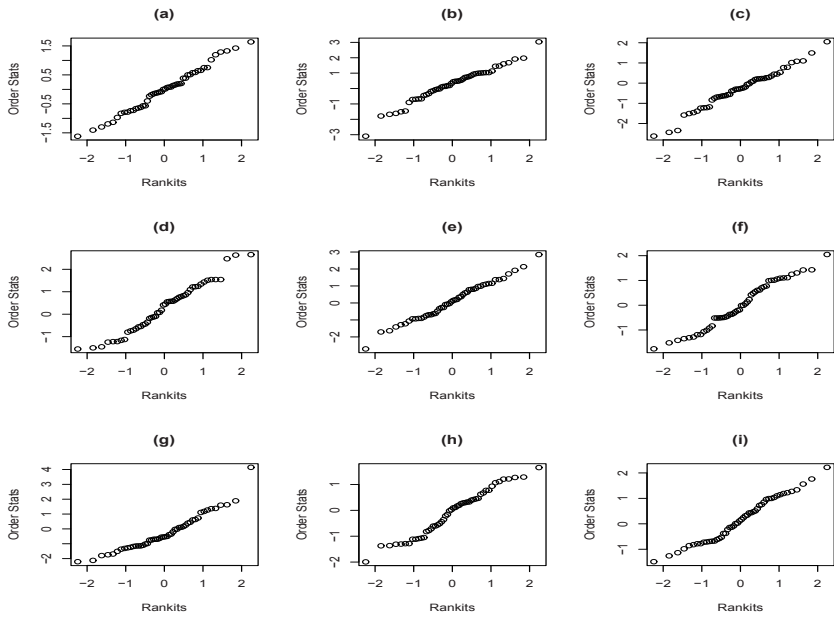 (a)
Order Stats
1.5
0.5
−0.5
−1.5
−2 −1 0 1 2
Rankits
(b)
Order Stats
3
2
1
0
−1
−3
−2 −1 0 1 2
Rankits
(c)
Order Stats
2
1
0
−1
−2
−2 −1 0 1 2
Rankits
(d)
Order Stats
2
1
0
−1
−2 −1 0 1 2
Rankits
(e)
Order Stats
3
2
1
0
−2
−2 −1 0 1 2
Rankits
(f)
Order Stats
2
1
0
−1
−2 −1 0 1 2
Rankits
(g)
Order Stats
4
3
2
1
0
−2
−2 −1 0 1 2
Rankits
(h)
Order Stats
1
0
−1
−2
−2 −1 0 1 2
Rankits
(i)
Order Stats
2
1
0
−1
−2 −1 0 1 2
Rankits